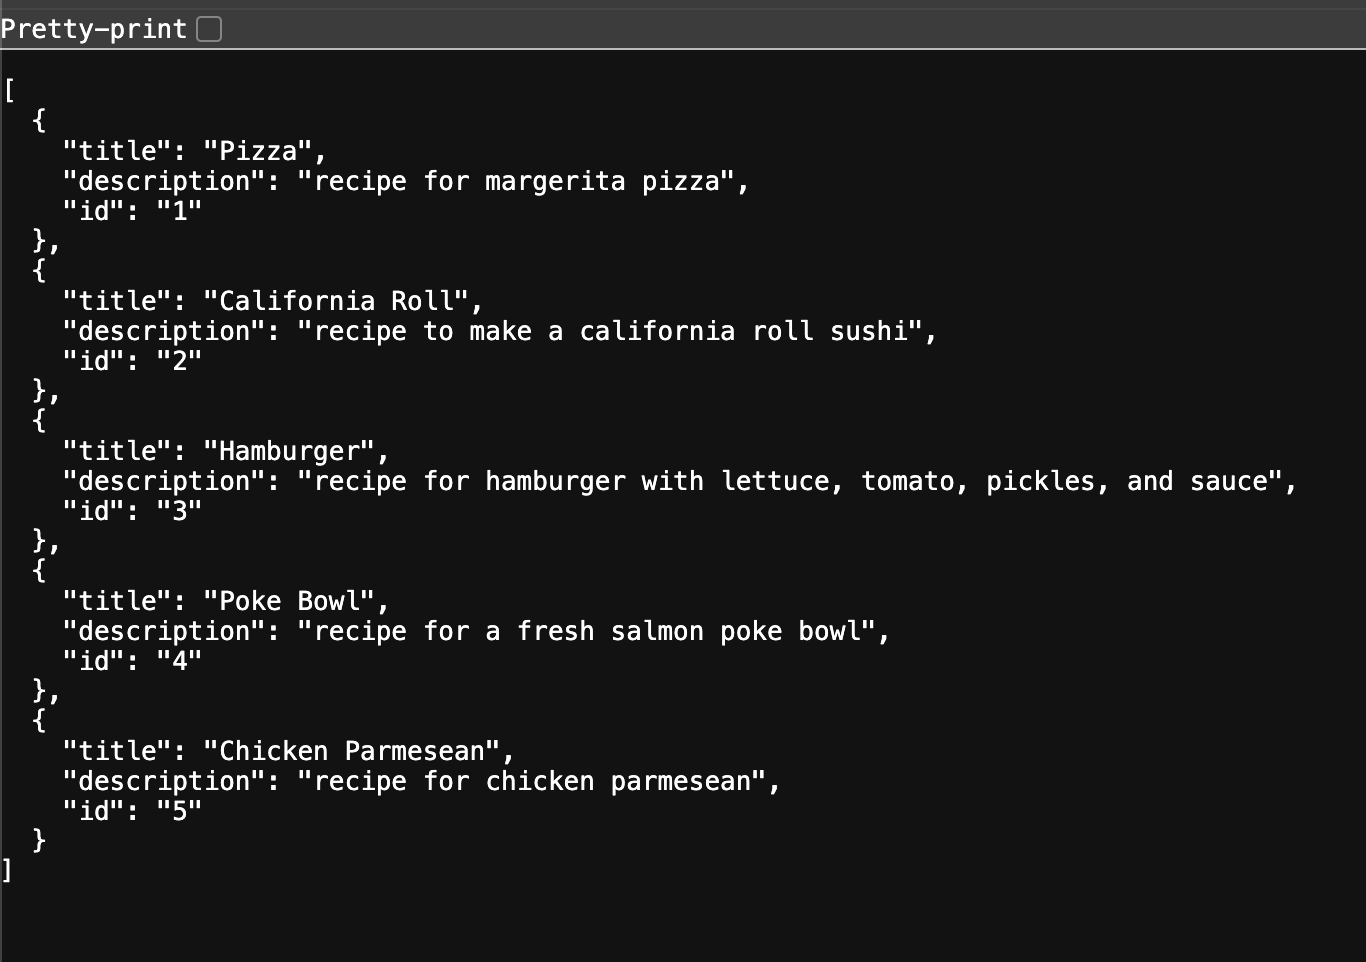 Pretty-print
[
  {
    "title": "Pizza",
    "description": "recipe for margerita pizza",
    "id": "1"
  },
  {
    "title": "California Roll",
    "description": "recipe to make a california roll sushi",
    "id": "2"
  },
  {
    "title": "Hamburger",
    "description": "recipe for hamburger with lettuce, tomato, pickles, and sauce",
    "id": "3"
  },
  {
    "title": "Poke Bowl",
    "description": "recipe for a fresh salmon poke bowl",
    "id": "4"
  },
  {
    "title": "Chicken Parmesean",
    "description": "recipe for chicken parmesean",
    "id": "5"
  }
]